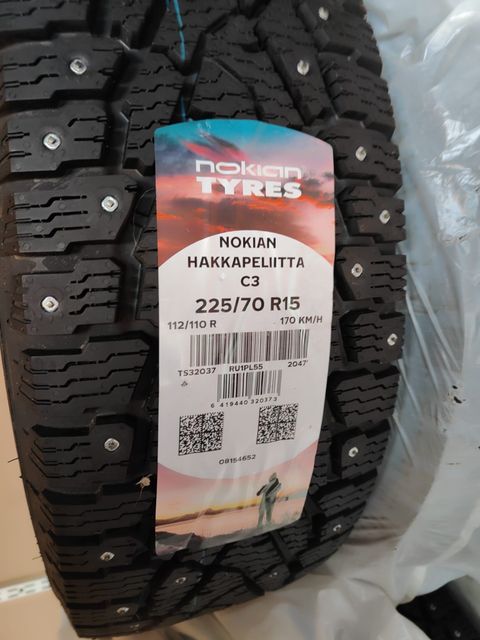 nokian
TYRES
NOKIAN
HAKKAPELIITTA
C3
225/70 R15
112/110 R 170 KM/H
TS32037 RU1PL55 2047
6 419440 320373
08154652